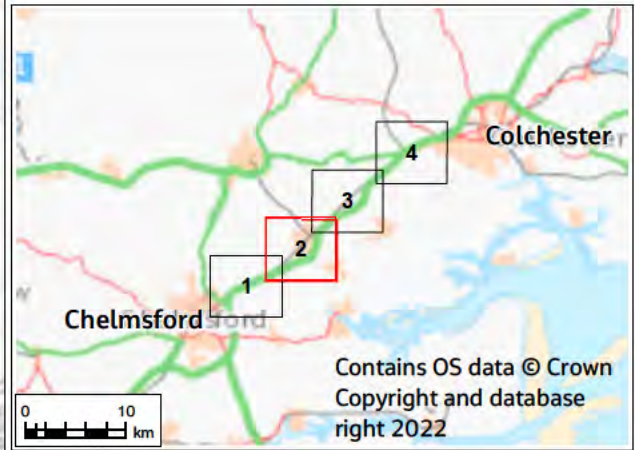 Colchester
4
3
2
1
Chelmsford
Contains OS data © Crown
Copyright and database
right 2022
0 10
km